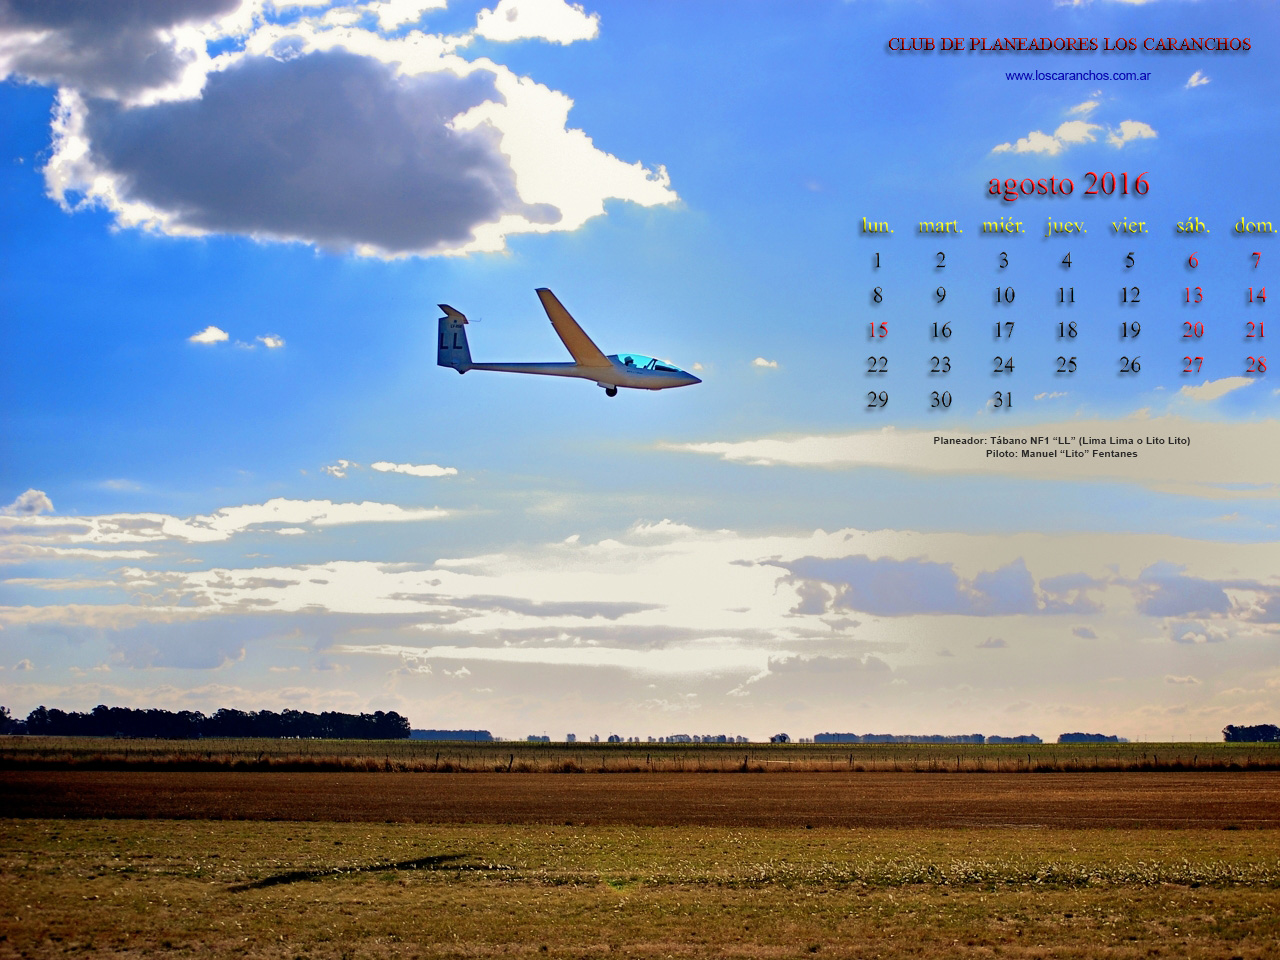 CLUB DE PLANEADORES LOS CARANCHOS
www.loscaranchos.com.ar
agosto 2016
lun. mart. miér. juev. vier. sáb. dom.
1 2 3 4 5 6 7
8 9 10 11 12 13 14
15 16 17 18 19 20 21
22 23 24 25 26 27 28
29 30 31
LL
Planeador: Tábano NF1 “LL” (Lima Lima o Lito Lito)
Piloto: Manuel “Lito” Fentanes